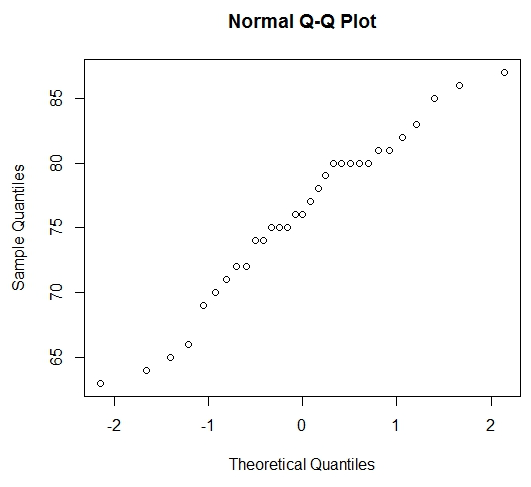 Normal Q-Q Plot
Sample Quantiles
85
80
75
70
65
-2 -1 0 1 2
Theoretical Quantiles